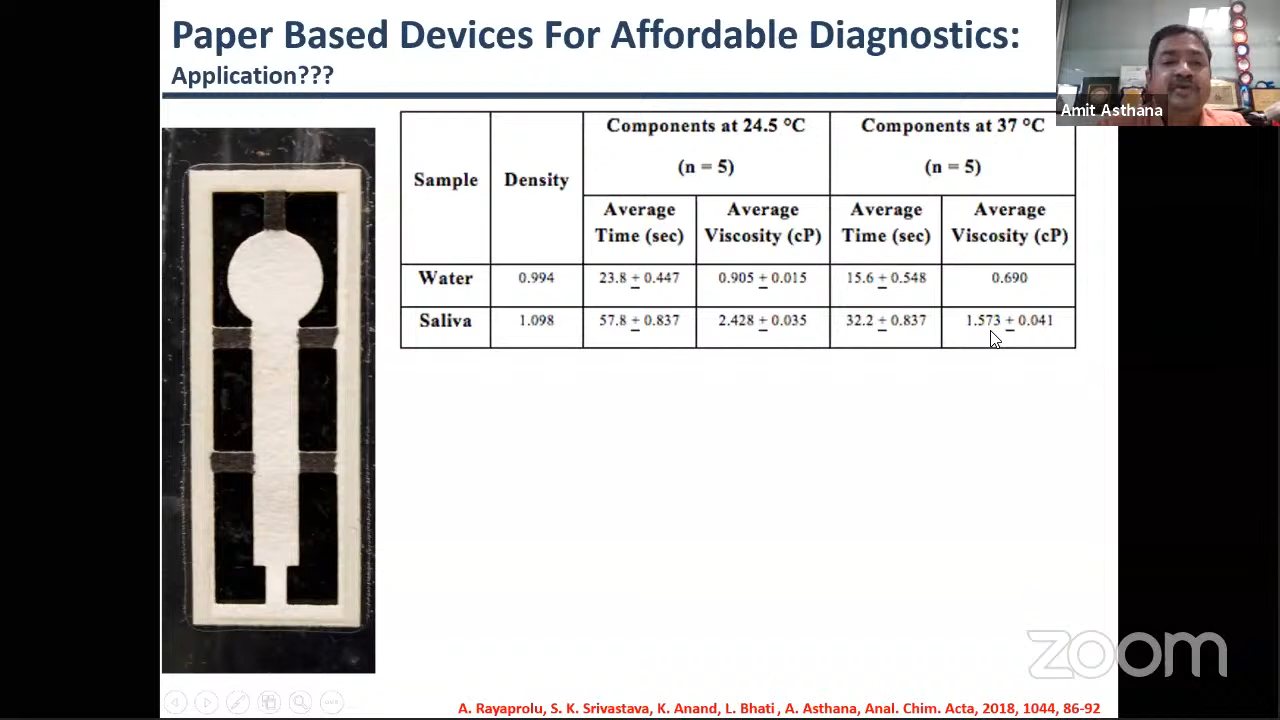 Paper Based Devices For Affordable Diagnostics:
Application???
Amit Asthana
Sample Density Components at 24.5 °C (n = 5) Components at 37 °C (n = 5)
Average Time (sec) Average Viscosity (cP) Average Time (sec) Average Viscosity (cP)
Water 0.994 23.8 ± 0.447 0.905 ± 0.015 15.6 ± 0.548 0.690
Saliva 1.098 57.8 ± 0.837 2.428 ± 0.035 32.2 ± 0.837 1.573 ± 0.041
zoom
A. Rayaprolu, S. K. Srivastava, K. Anand, L. Bhati , A. Asthana, Anal. Chim. Acta, 2018, 1044, 86-92